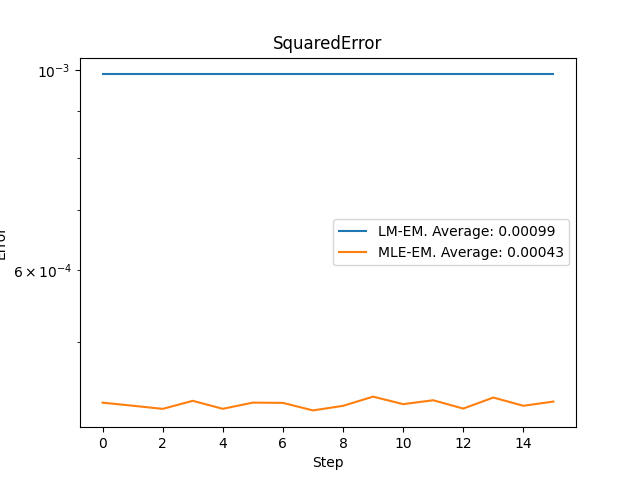 SquaredError
10⁻³
6 × 10⁻⁴
Error
LM-EM. Average: 0.00099
MLE-EM. Average: 0.00043
0 2 4 6 8 10 12 14
Step